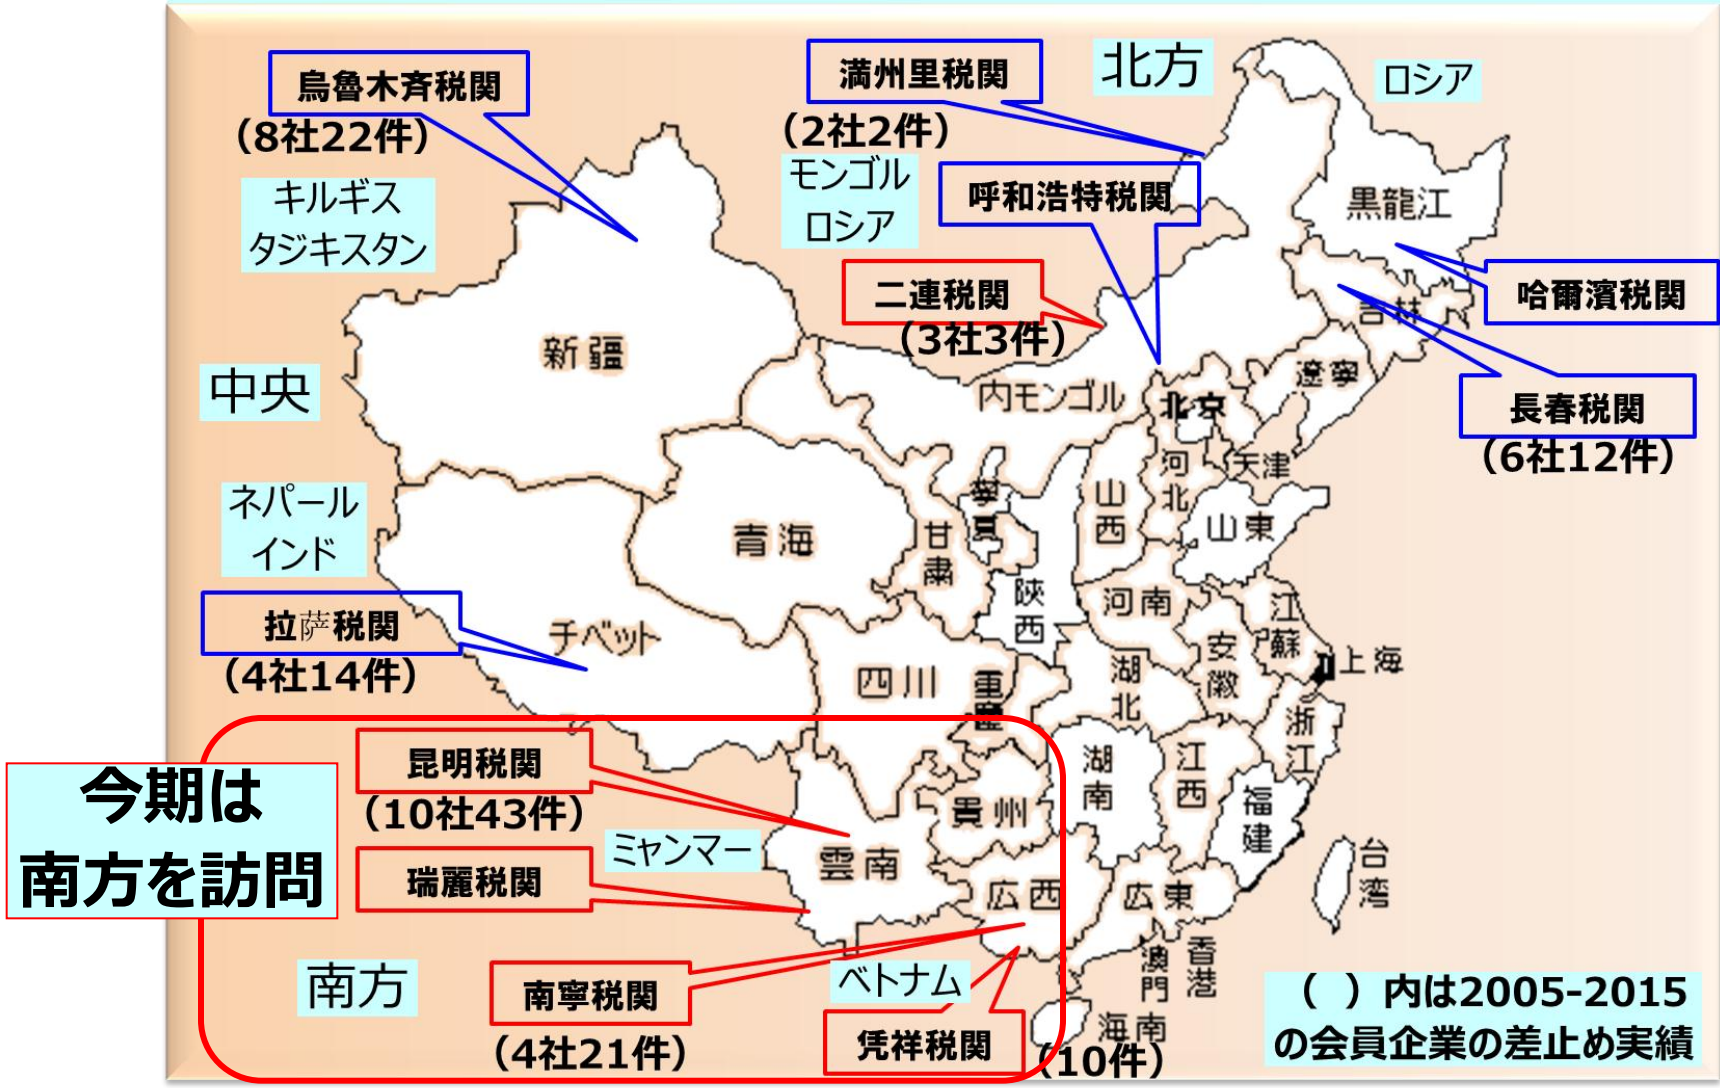 烏魯木斉税関
（8社22件）
キルギス
タジキスタン
満州里税関
（2社2件）
モンゴル
ロシア
北方
ロシア
呼和浩特税関
二連税関
（3社3件）
黒龍江
哈爾濱税関
吉林
長春税関
（6社12件）
遼寧
新疆
中央
内モンゴル
北京
天津
河
北
ネパール
インド
青海
甘
粛
山
西
山東
拉萨税関
（4社14件）
チベット
陝
西
河南
江
蘇
安
徽
上海
四川
重
慶
湖
北
浙
江
今期は
南方を訪問
昆明税関
（10社43件）
ミャンマー
瑞麗税関
雲南
貴州
湖
南
江
西
福
建
台
湾
広西
広東
香
港
澳
門
南方
南寧税関
（4社21件）
ベトナム
凭祥税関
（10件）
海南
（ ）内は2005-2015
の会員企業の差止め実績